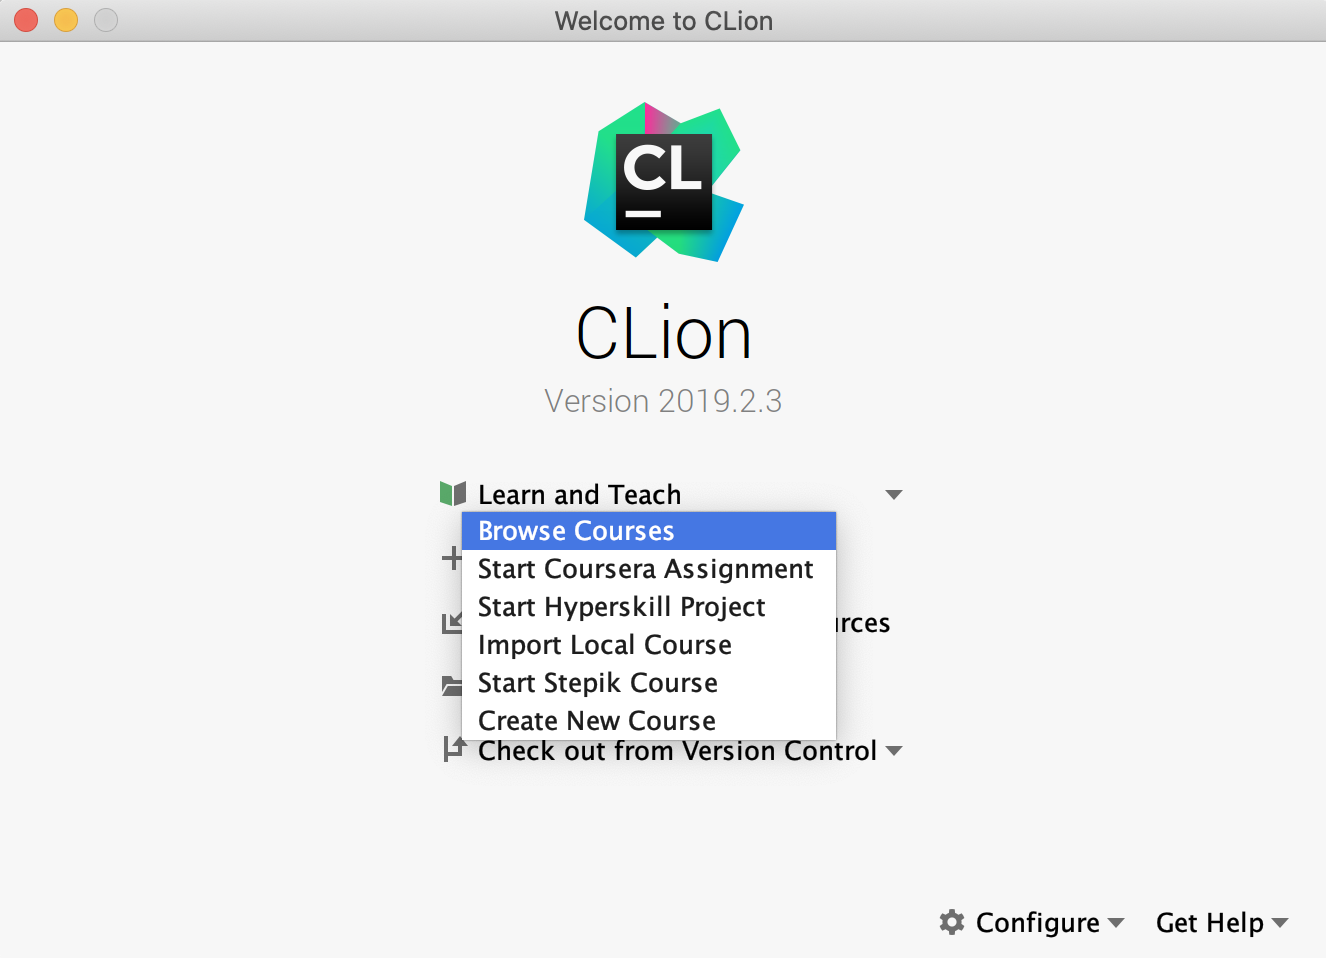 Welcome to CLion
CL
CLion
Version 2019.2.3
Learn and Teach
Browse Courses
Start Coursera Assignment
Start Hyperskill Project
Import Local Course
Start Stepik Course
Create New Course
Check out from Version Control
Configure
Get Help